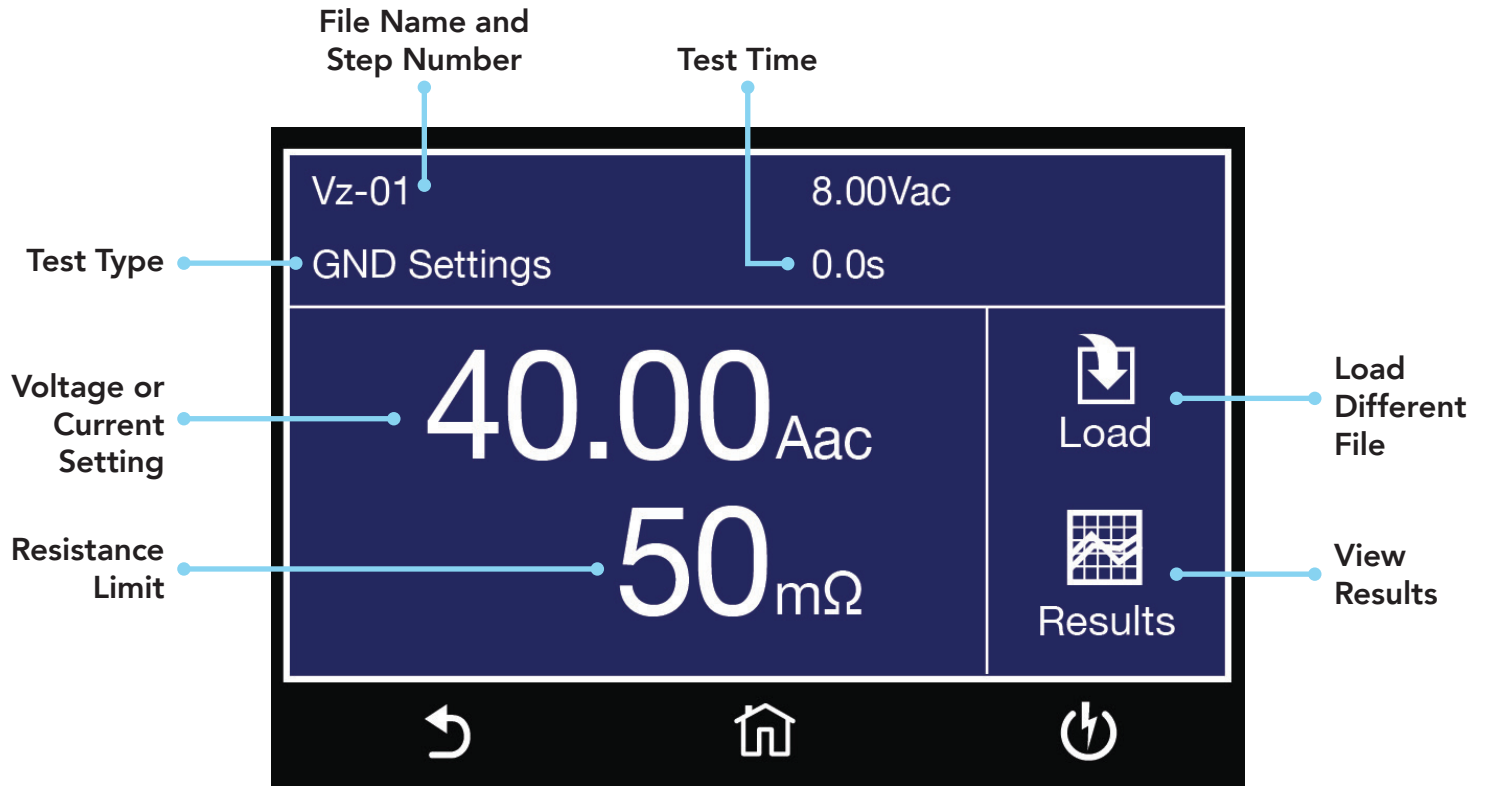 File Name and
Step Number
Test Time
Vz-01
8.00Vac
Test Type
GND Settings
0.0s
Voltage or
Current
Setting
40.00Aac
Load
Load
Different
File
Resistance
Limit
50mΩ
Results
View
Results